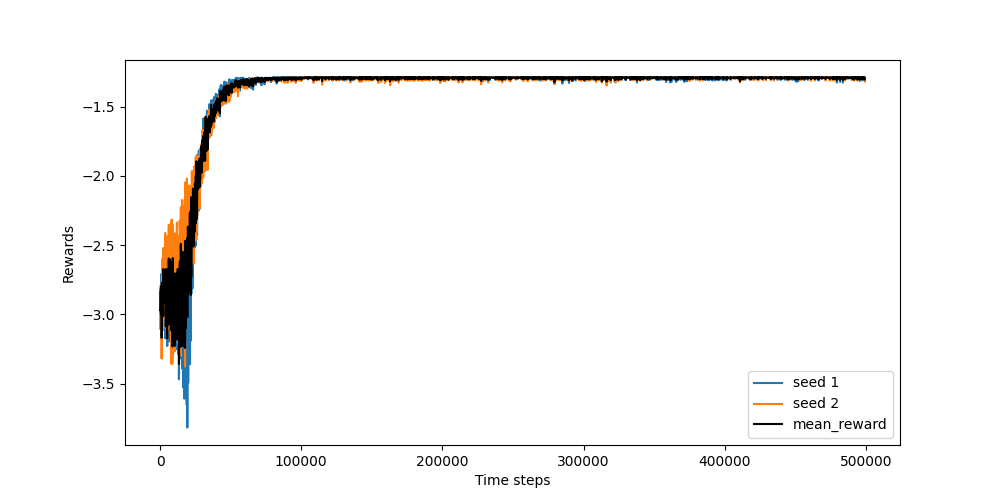 −1.5
−2.0
−2.5
−3.0
−3.5
Rewards
0
100000
200000
300000
400000
500000
Time steps
seed 1
seed 2
mean_reward